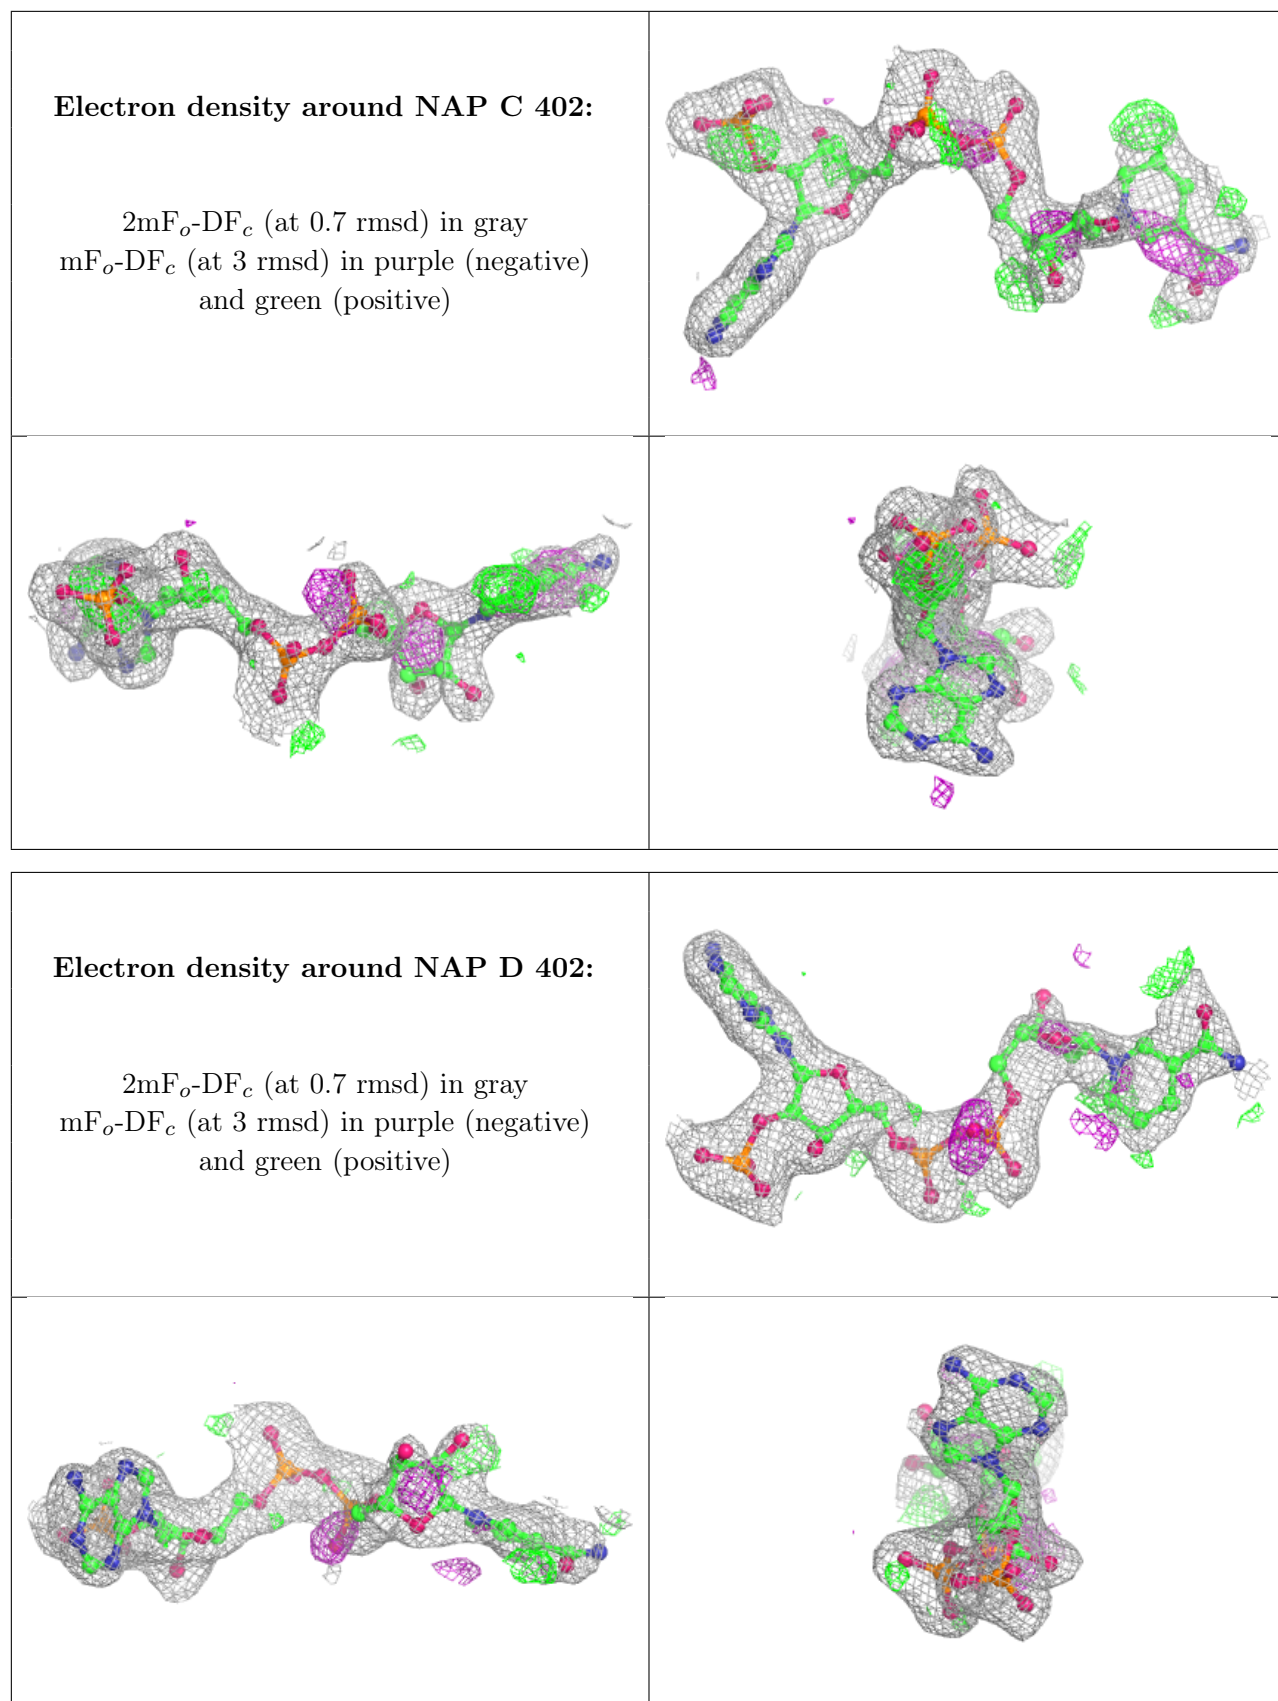 Electron density around NAP C 402:
2mFo-DFc (at 0.7 rmsd) in gray
mFo-DFc (at 3 rmsd) in purple (negative)
and green (positive)
Electron density around NAP D 402:
2mFo-DFc (at 0.7 rmsd) in gray
mFo-DFc (at 3 rmsd) in purple (negative)
and green (positive)